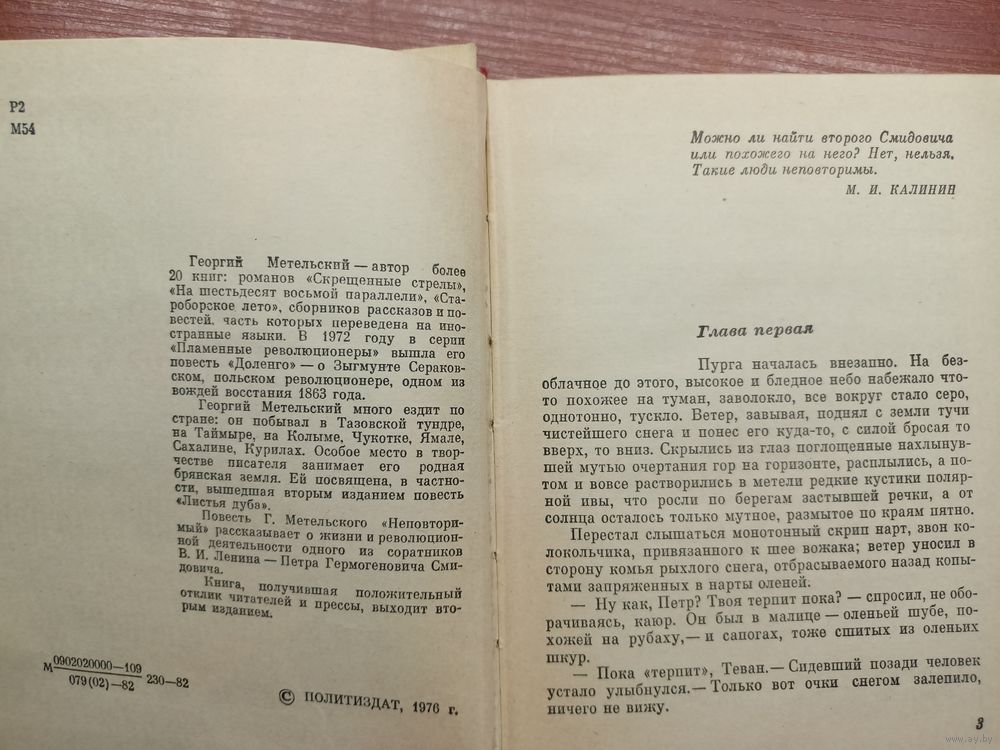 Р2
М54
Георгий Метельский — автор более
20 книг: романов «Скрещенные стрелы»,
«На шестьдесят восьмой параллели», «Ста-
роборское лето», сборников рассказов и по-
вестей. часть которых переведена на ино-
странные языки. В 1972 году в серии
«Пламенные революционеры» вышла его
повесть «Доленго» — о Зыгмунте Сераков-
ском, польском революционере, одном из
вождей восстания 1863 года.
Георгий Метельский много ездит по
стране: он побывал в Тазовской тундре,
на Таймыре, на Колыме, Чукотке, Ямале,
Сахалине, Курилах. Особое место в твор-
честве писателя занимает его родная
брянская земля. Ей посвящена, в частно-
сти, вышедшая вторым изданием повесть
«Листья дуба».
Повесть Г. Метельского «Неповтори-
мый» рассказывает о жизни и революцион-
ной деятельности одного из соратников
В. И. Ленина — Петра Гермогеновича Сми-
довича.
Книга, получившая положительный
отклик читателей и прессы, выходит вто-
рым изданием.
М 0902020000—109
079(02)—82 230—82
© ПОЛИТИЗДАТ, 1976 г.
Можно ли найти второго Смидовича
или похожего на него? Нет, нельзя.
Такие люди неповторимы.
М. И. КАЛИНИН
Глава первая
Пурга началась внезапно. На без-
облачное до этого, высокое и бледное небо набежало что-
то похожее на туман, заволокло, все вокруг стало серо,
однотонно, тускло. Ветер, завывая, поднял с земли тучи
чистейшего снега и понес его куда-то, с силой бросая то
вверх, то вниз. Скрылись из глаз поглощенные нахлынув-
шей мутью очертания гор на горизонте, расплылись, а по-
том и вовсе растворились в метели редкие кустики поляр-
ной ивы, что росли по берегам застывшей речки, а от
солнца осталось только мутное, размытое по краям пятно.
Перестал слышаться монотонный скрип нарт, звон ко-
локольчика, привязанного к шее вожака; ветер уносил в
сторону комья рыхлого снега, отбрасываемого назад копы-
тами запряженных в нарты оленей.
— Ну как, Петр? Твоя терпит пока? — спросил, не обо-
рачиваясь, каюр. Он был в малице — оленьей шубе, по-
хожей на рубаху,— и сапогах, тоже сшитых из оленьих
шкур.
— Пока «терпит», Теван.— Сидевший позади человек
устало улыбнулся.— Только вот очки снегом залепило,
ничего не вижу.
3
www.ay.by